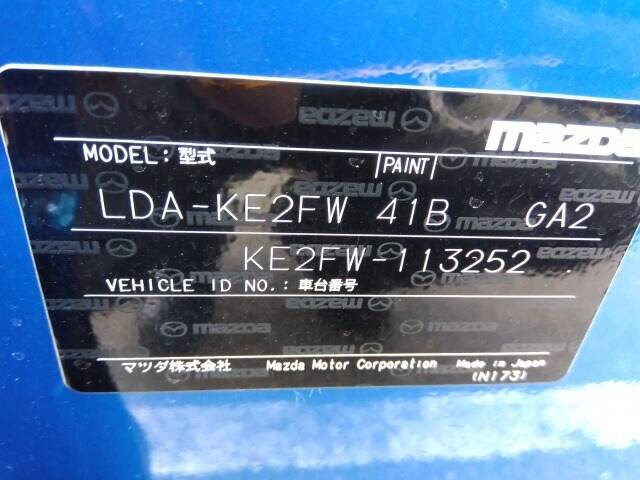 mazda
MODEL: 型式 PAINT
LDA-KE2FW 41B GA2
KE2FW-113252
VEHICLE ID NO.: 車台番号
マツダ株式会社 Mazda Motor Corporation Made in Japan
(N173)